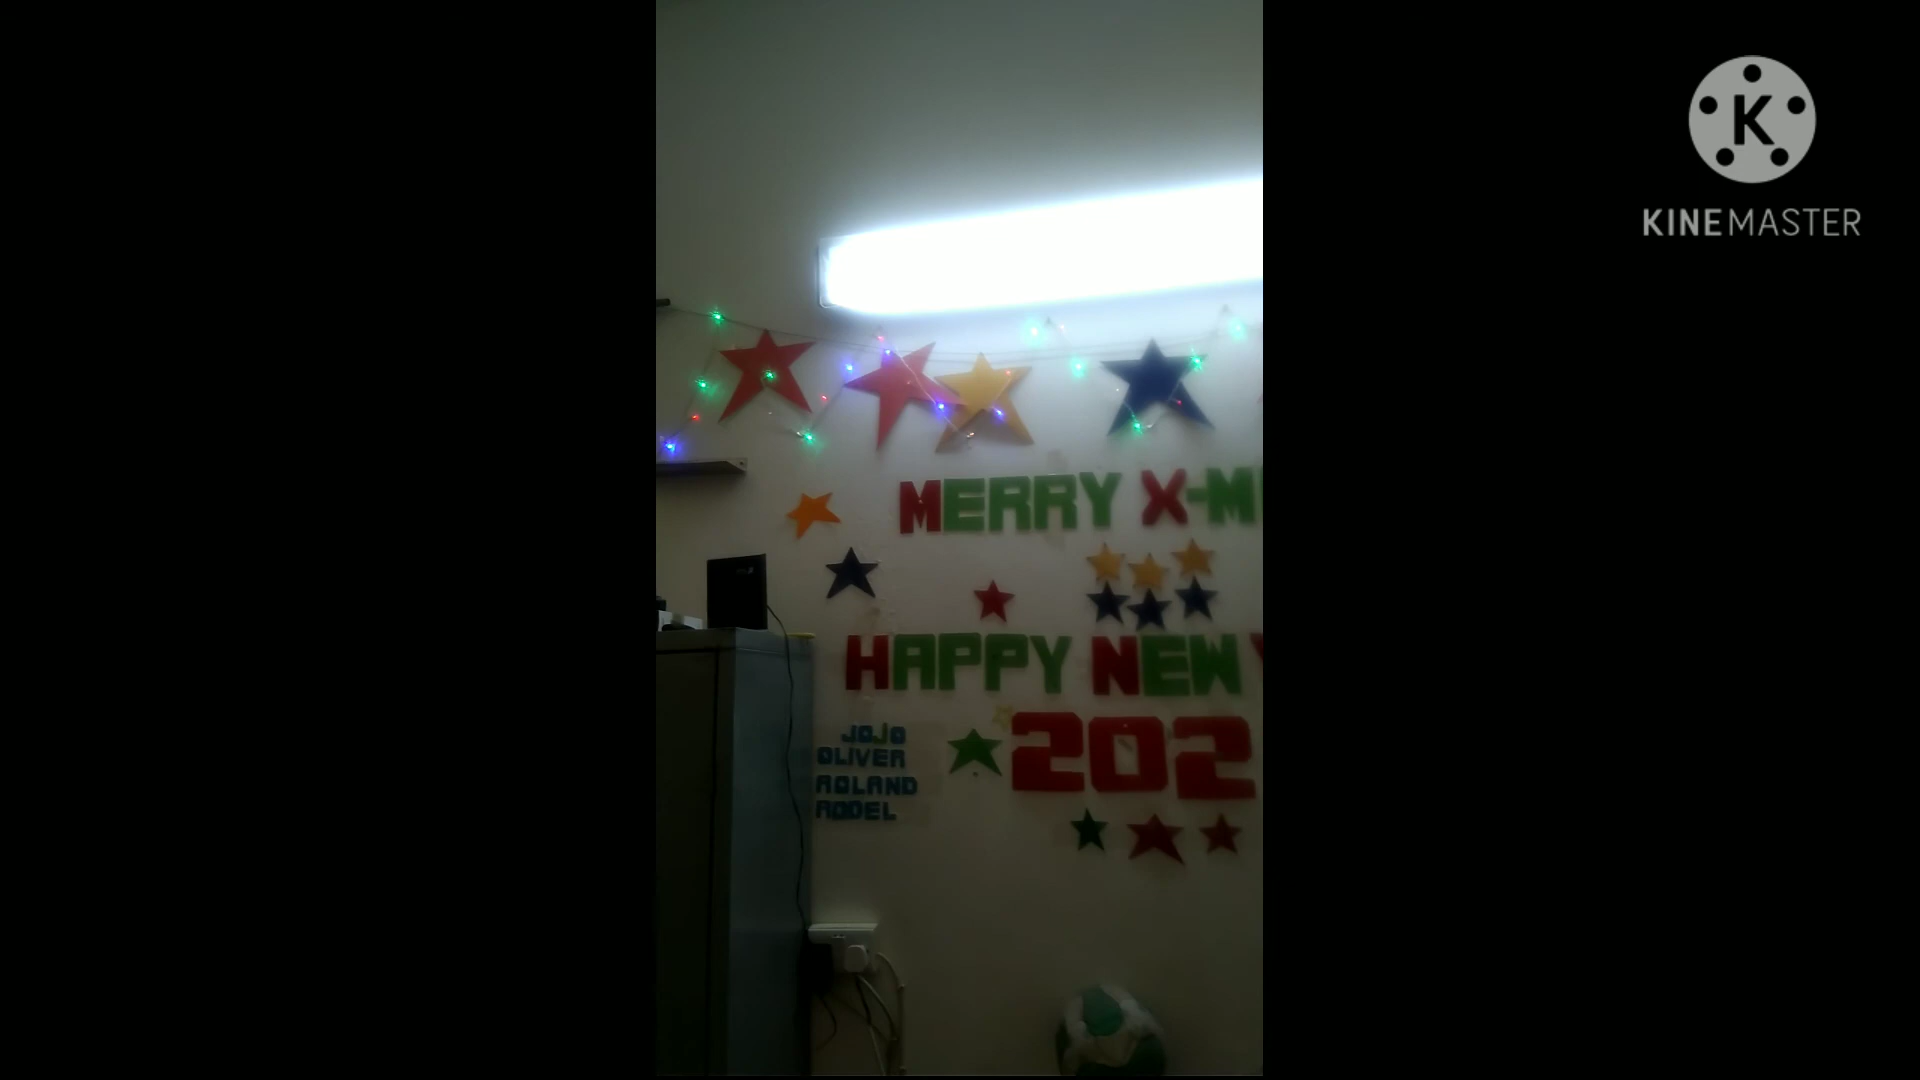 KINEMASTER
MERRY X-M
HAPPY NEW
202
JOJO
OLIVER
ROLAND
RODEL